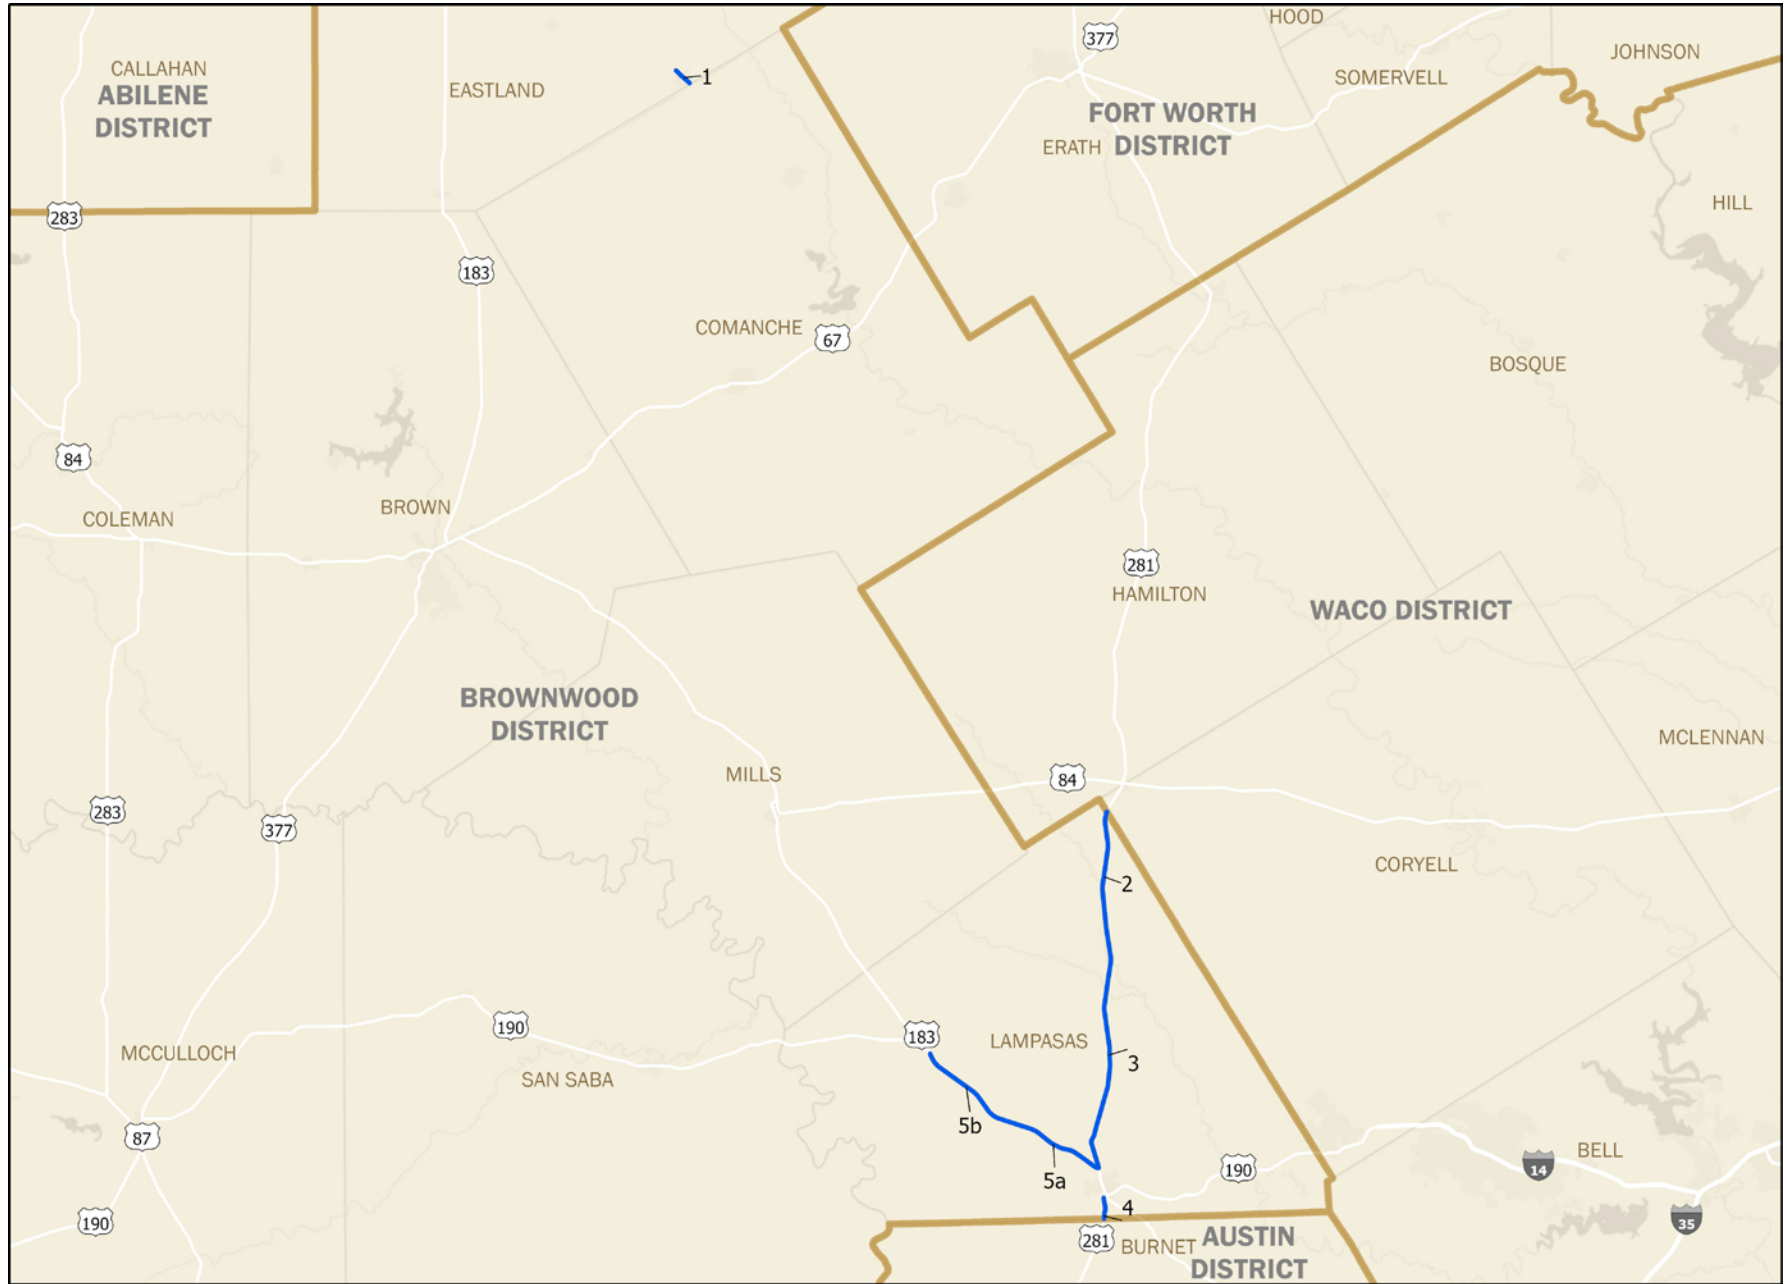 HOOD
377
JOHNSON
CALLAHAN
ABILENE
DISTRICT
EASTLAND
1
SOMERVELL
FORT WORTH
DISTRICT
ERATH
283
HILL
183
COMANCHE
67
BOSQUE
84
COLEMAN
BROWN
281
HAMILTON
WACO DISTRICT
BROWNWOOD
DISTRICT
MCLENNAN
MILLS
84
283
377
CORYELL
2
190
183
LAMPASAS
MCCULLOCH
SAN SABA
3
5b
87
BELL
14
190
5a
4
190
35
281
BURNET
AUSTIN
DISTRICT